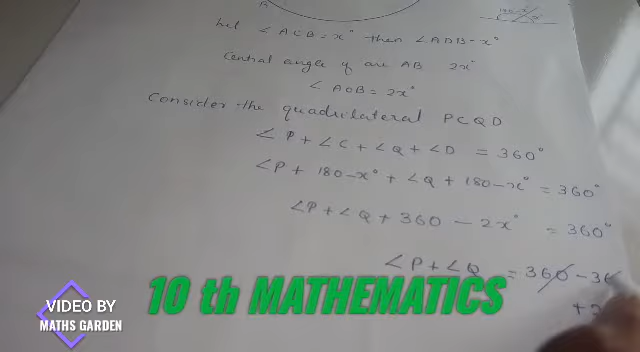 B
Let ∠ACB = x° then ∠ADB = x°
Central angle of arc AB 2x°
∠AOB = 2x°
Consider the quadrilateral PCQD
∠P + ∠C + ∠Q + ∠D = 360°
∠P + 180 - x° + ∠Q + 180 - x° = 360°
∠P + ∠Q + 360 - 2x° = 360°
∠P + ∠Q = 360 - 36
+ 2
10 th MATHEMATICS
VIDEO BY
MATHS GARDEN